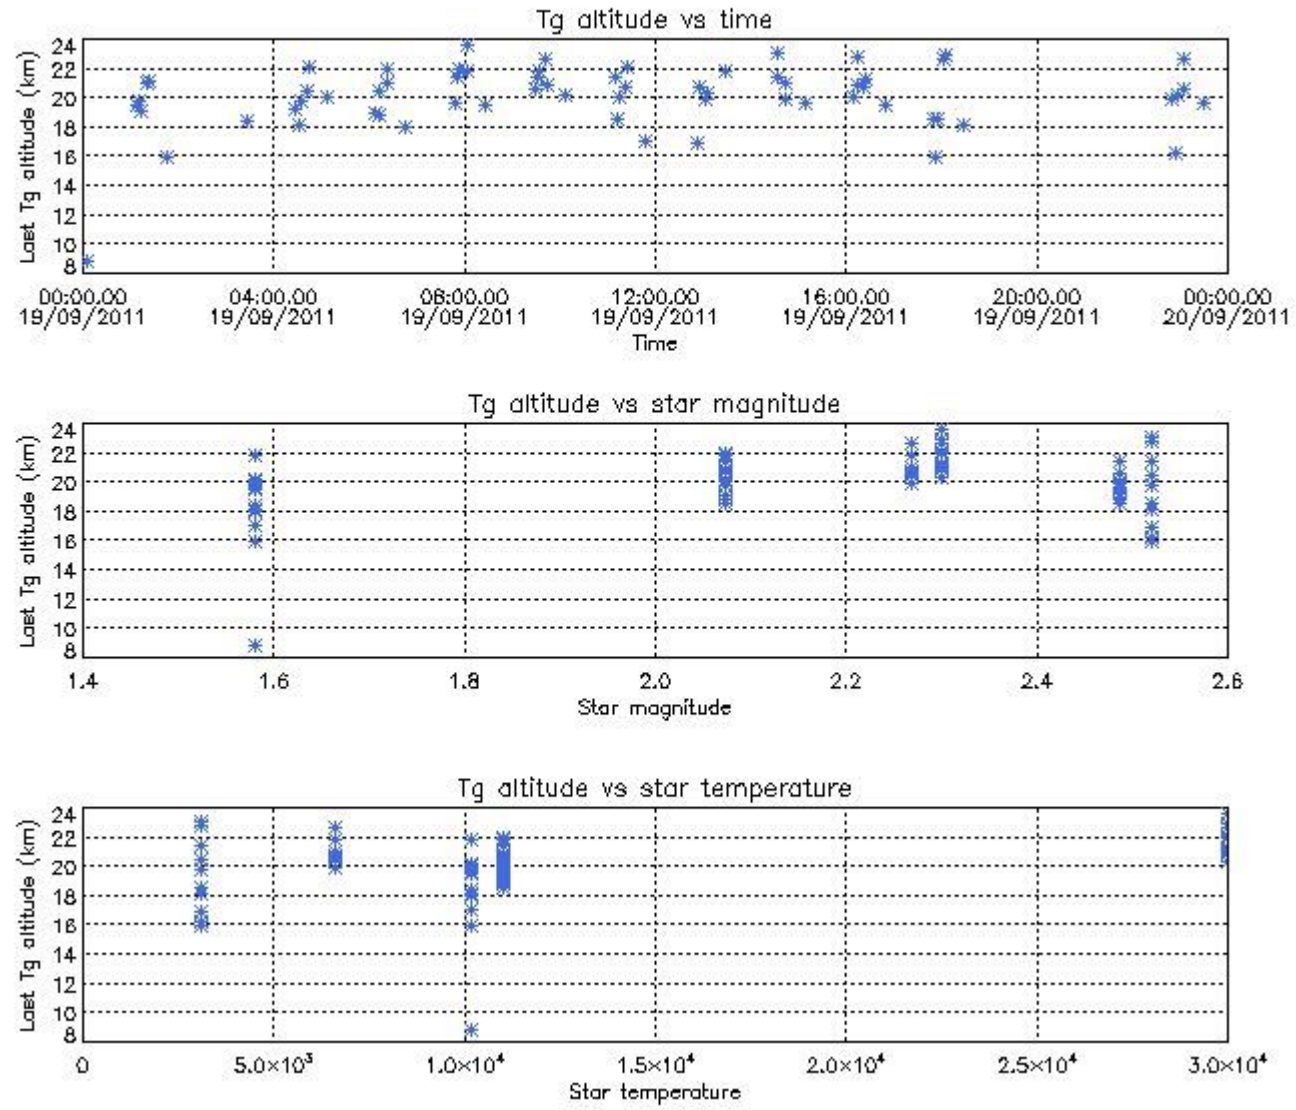 Tg altitude vs time
Last Tg altitude (km)
24
22
20
18
16
14
12
10
8
00:00.00 04:00.00 08:00.00 12:00.00 16:00.00 20:00.00 00:00.00
19/09/2011 19/09/2011 19/09/2011 19/09/2011 19/09/2011 19/09/2011 20/09/2011
Time
Tg altitude vs star magnitude
Last Tg altitude (km)
24
22
20
18
16
14
12
10
8
1.4 1.6 1.8 2.0 2.2 2.4 2.6
Star magnitude
Tg altitude vs star temperature
Last Tg altitude (km)
24
22
20
18
16
14
12
10
8
0 5.0×10³ 1.0×10⁴ 1.5×10⁴ 2.0×10⁴ 2.5×10⁴ 3.0×10⁴
Star temperature